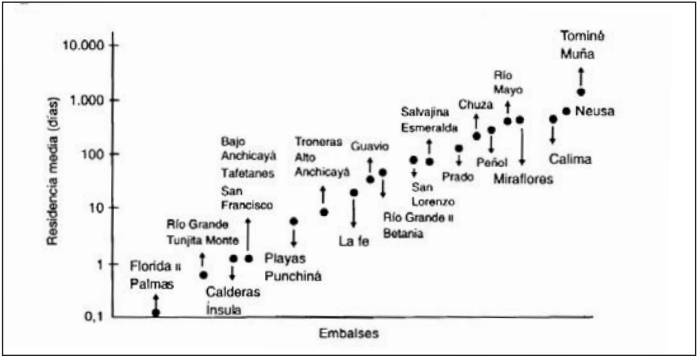 Residencia media (días)
10.000
1.000
100
10
1
0,1
Florida II
Palmas
Río Grande
Tunjita Monte
Calderas
Ínsula
Bajo
Anchicayá
Tafetanes
San
Francisco
Playas
Punchiná
Troneras
Alto
Anchicayá
La fe
Guavio
Río Grande II
Betania
San
Lorenzo
Salvajina
Esmeralda
Prado
Chuza
Peñol
Río
Mayo
Miraflores
Calima
Neusa
Tominé
Muña
Embalses